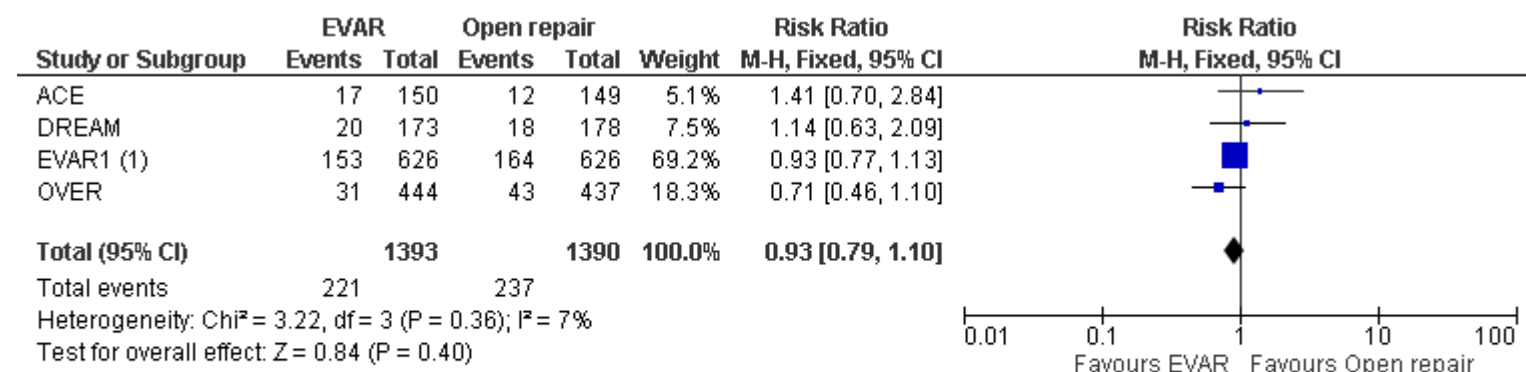 EVAR Open repair Risk Ratio Risk Ratio
Study or Subgroup Events Total Events Total Weight M-H, Fixed, 95% CI M-H, Fixed, 95% CI
ACE 17 150 12 149 5.1% 1.41 [0.70, 2.84]
DREAM 20 173 18 178 7.5% 1.14 [0.63, 2.09]
EVAR1 (1) 153 626 164 626 69.2% 0.93 [0.77, 1.13]
OVER 31 444 43 437 18.3% 0.71 [0.46, 1.10]
Total (95% CI) 1393 1390 100.0% 0.93 [0.79, 1.10]
Total events 221 237
Heterogeneity: Chi² = 3.22, df = 3 (P = 0.36); I² = 7%
Test for overall effect: Z = 0.84 (P = 0.40)
0.01 0.1 1 10 100
Favours EVAR Favours Open repair